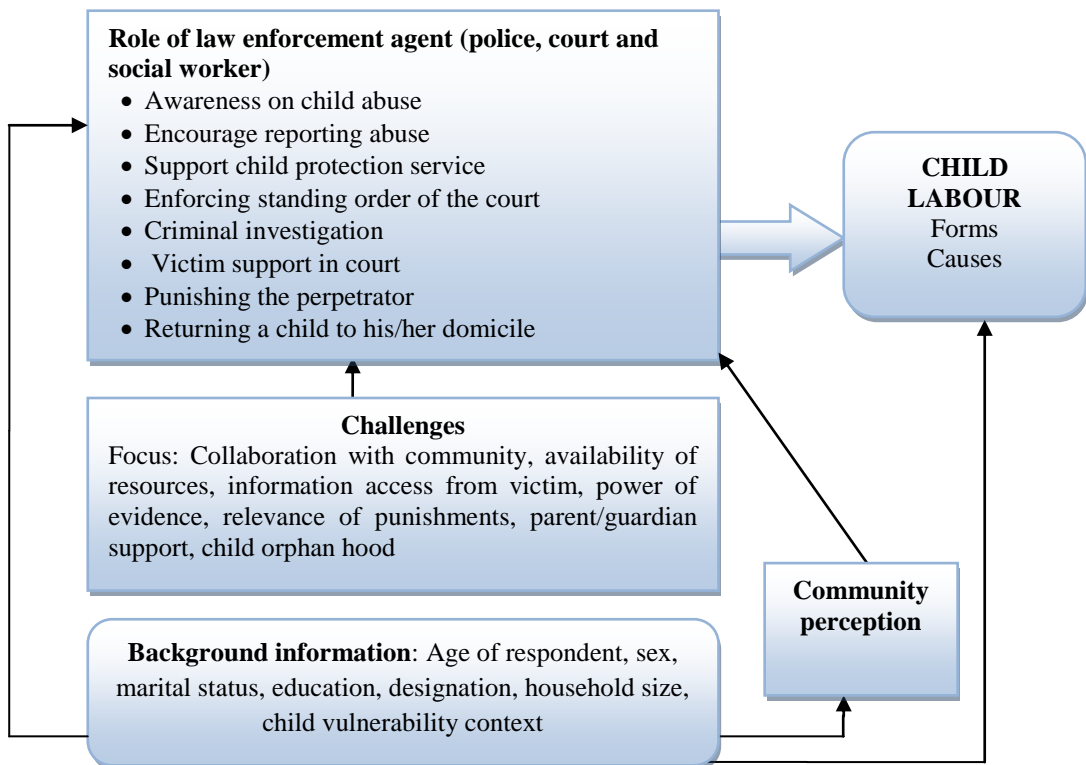 Role of law enforcement agent (police, court and
social worker)
• Awareness on child abuse
• Encourage reporting abuse
• Support child protection service
• Enforcing standing order of the court
• Criminal investigation
• Victim support in court
• Punishing the perpetrator
• Returning a child to his/her domicile
CHILD
LABOUR
Forms
Causes
Challenges
Focus: Collaboration with community, availability of
resources, information access from victim, power of
evidence, relevance of punishments, parent/guardian
support, child orphan hood
Community
perception
Background information: Age of respondent, sex,
marital status, education, designation, household size,
child vulnerability context